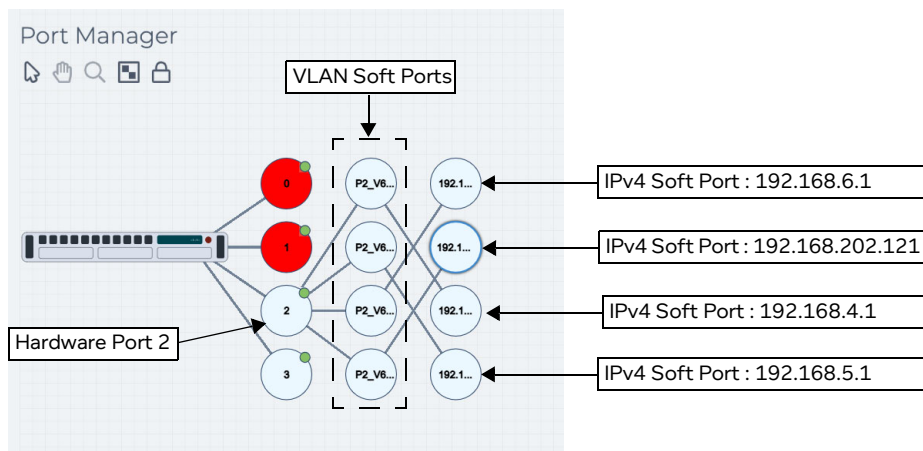 Port Manager
VLAN Soft Ports
0
P2_V6...
192.1...
IPv4 Soft Port : 192.168.6.1
1
P2_V6...
192.1...
IPv4 Soft Port : 192.168.202.121
2
P2_V6...
192.1...
IPv4 Soft Port : 192.168.4.1
Hardware Port 2
3
P2_V6...
192.1...
IPv4 Soft Port : 192.168.5.1